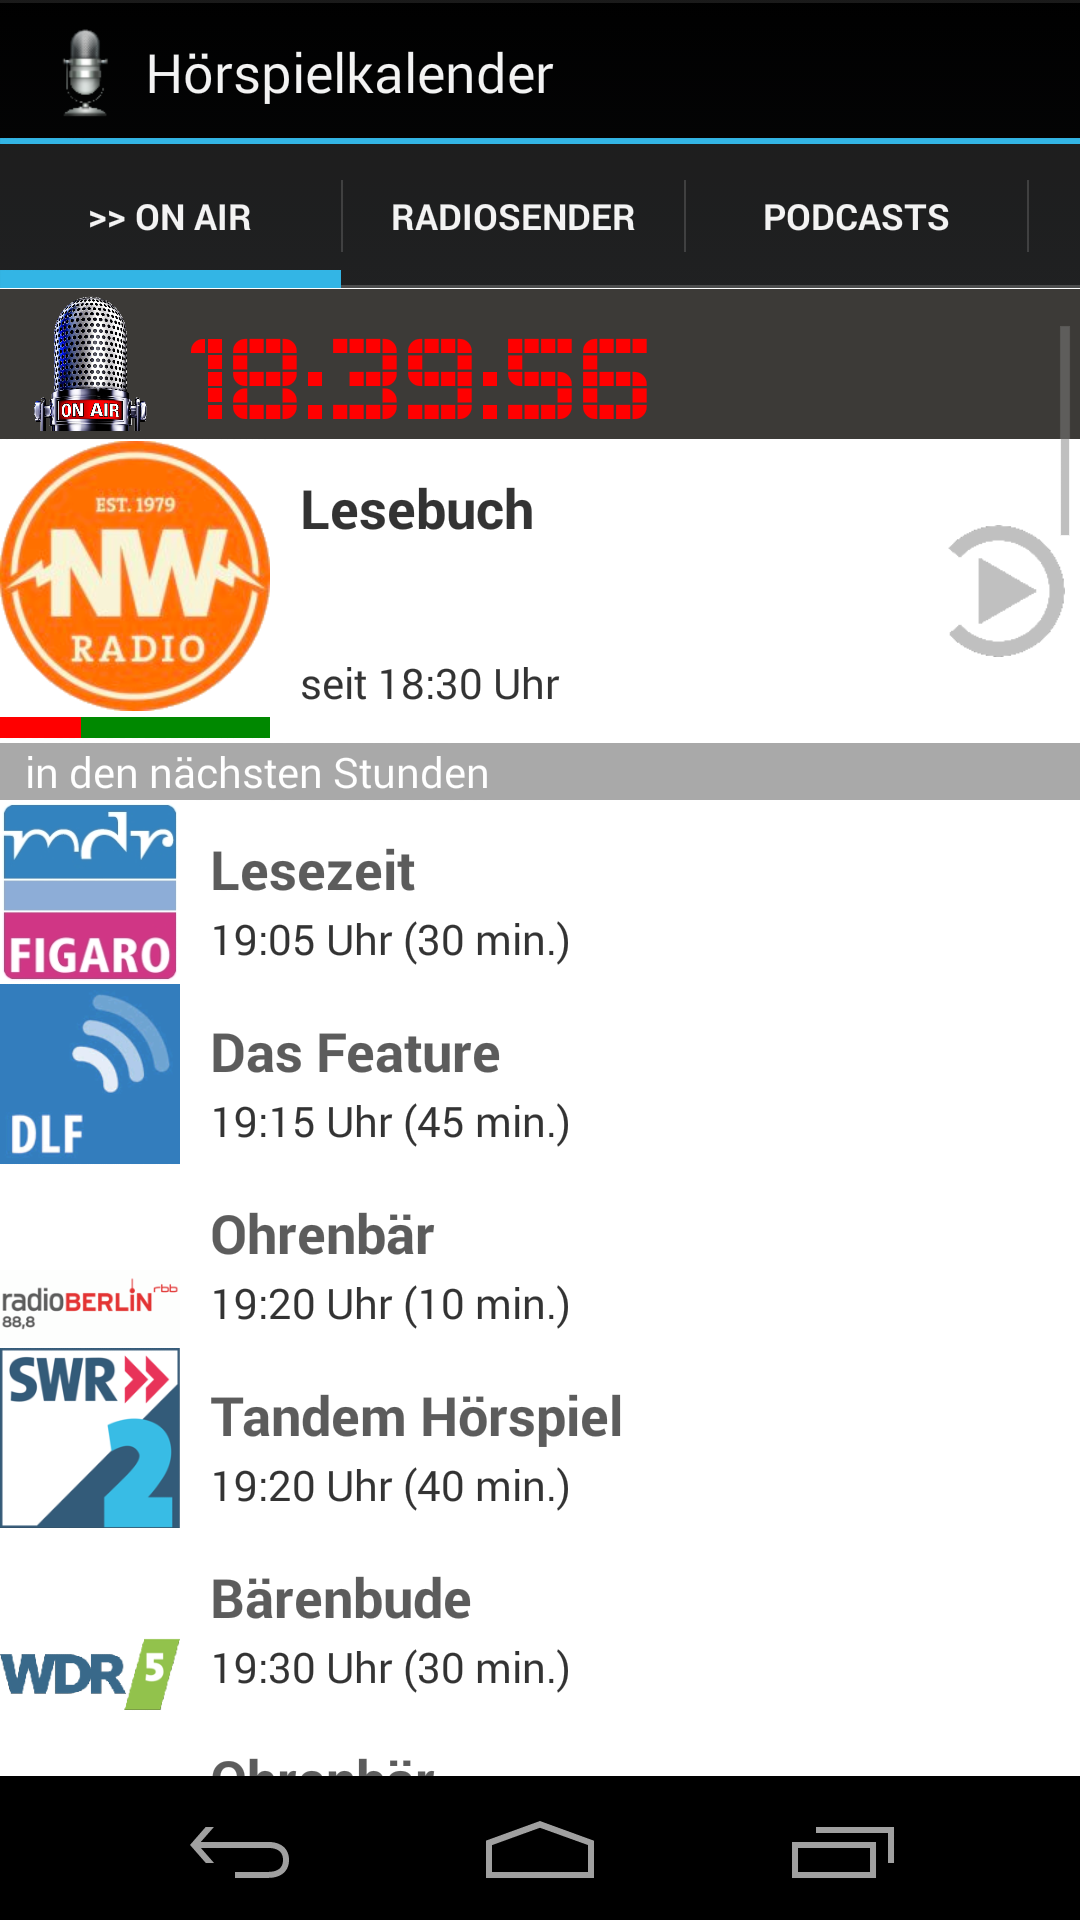 Hörspielkalender
>> ON AIR
RADIOSENDER
PODCASTS
ON AIR
18:39:56
EST. 1979
NW
RADIO
Lesebuch
seit 18:30 Uhr
in den nächsten Stunden
mdr
FIGARO
Lesezeit
19:05 Uhr (30 min.)
DLF
Das Feature
19:15 Uhr (45 min.)
radioBERLIN rbb
88,8
Ohrenbär
19:20 Uhr (10 min.)
SWR»
2
Tandem Hörspiel
19:20 Uhr (40 min.)
WDR 5
Bärenbude
19:30 Uhr (30 min.)
Ohrenbär